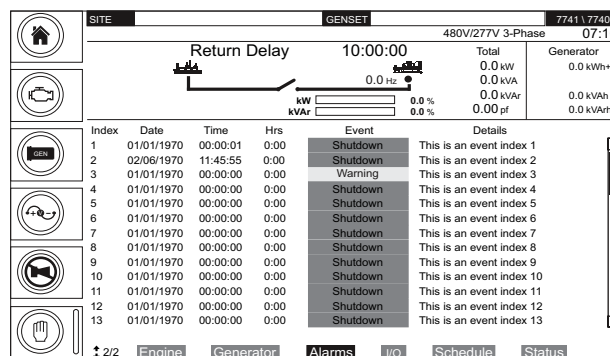 SITE GENSET 7741 \ 7740
480V/277V 3-Phase 07:1
Return Delay 10:00:00 Total Generator
0.0 kW 0.0 kWh+
0.0 Hz 0.0 kVA
0.0 kVAr 0.0 kVAh
kW 0.0 %
kVAr 0.0 % 0.00 pf 0.0 kVArh
Index Date Time Hrs Event Details
1 01/01/1970 00:00:01 0:00 Shutdown This is an event index 1
2 02/06/1970 11:45:55 0:00 Shutdown This is an event index 2
3 01/01/1970 00:00:00 0:00 Warning This is an event index 3
4 01/01/1970 00:00:00 0:00 Shutdown This is an event index 4
5 01/01/1970 00:00:00 0:00 Shutdown This is an event index 5
6 01/01/1970 00:00:00 0:00 Shutdown This is an event index 6
7 01/01/1970 00:00:00 0:00 Shutdown This is an event index 7
8 01/01/1970 00:00:00 0:00 Shutdown This is an event index 8
9 01/01/1970 00:00:00 0:00 Shutdown This is an event index 9
10 01/01/1970 00:00:00 0:00 Shutdown This is an event index 10
11 01/01/1970 00:00:00 0:00 Shutdown This is an event index 11
12 01/01/1970 00:00:00 0:00 Shutdown This is an event index 12
13 01/01/1970 00:00:00 0:00 Shutdown This is an event index 13
GEN
2/2 Engine Generator Alarms I/O Schedule Status